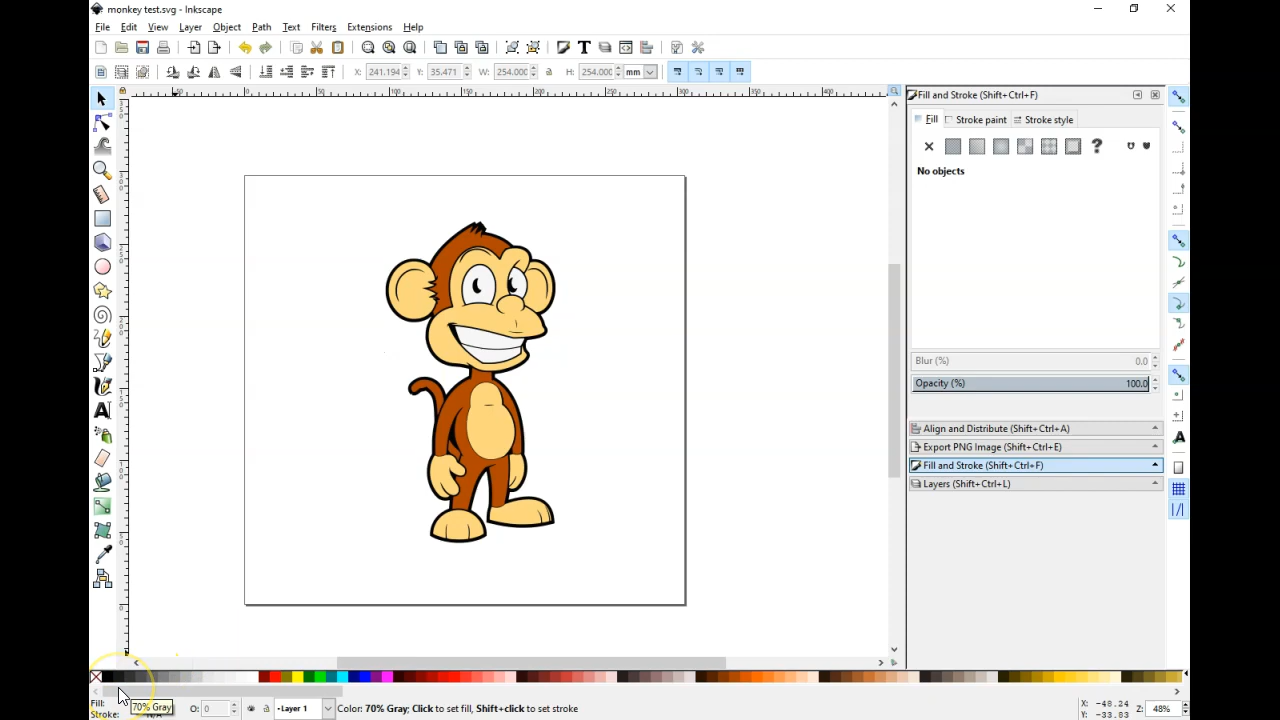 monkey test.svg - Inkscape
File Edit View Layer Object Path Text Filters Extensions Help
X: 241.194 Y: 35.471 W: 254.000 H: 254.000 mm
Fill and Stroke (Shift+Ctrl+F)
Fill Stroke paint Stroke style
No objects
Blur (%) 0.0
Opacity (%) 100.0
Align and Distribute (Shift+Ctrl+A)
Export PNG Image (Shift+Ctrl+E)
Fill and Stroke (Shift+Ctrl+F)
Layers (Shift+Ctrl+L)
70% Gray
Fill:
Stroke: N/A
O: 0
Layer 1
Color: 70% Gray; Click to set fill, Shift+click to set stroke
X: -48.24
Y: -33.03
Z: 48%